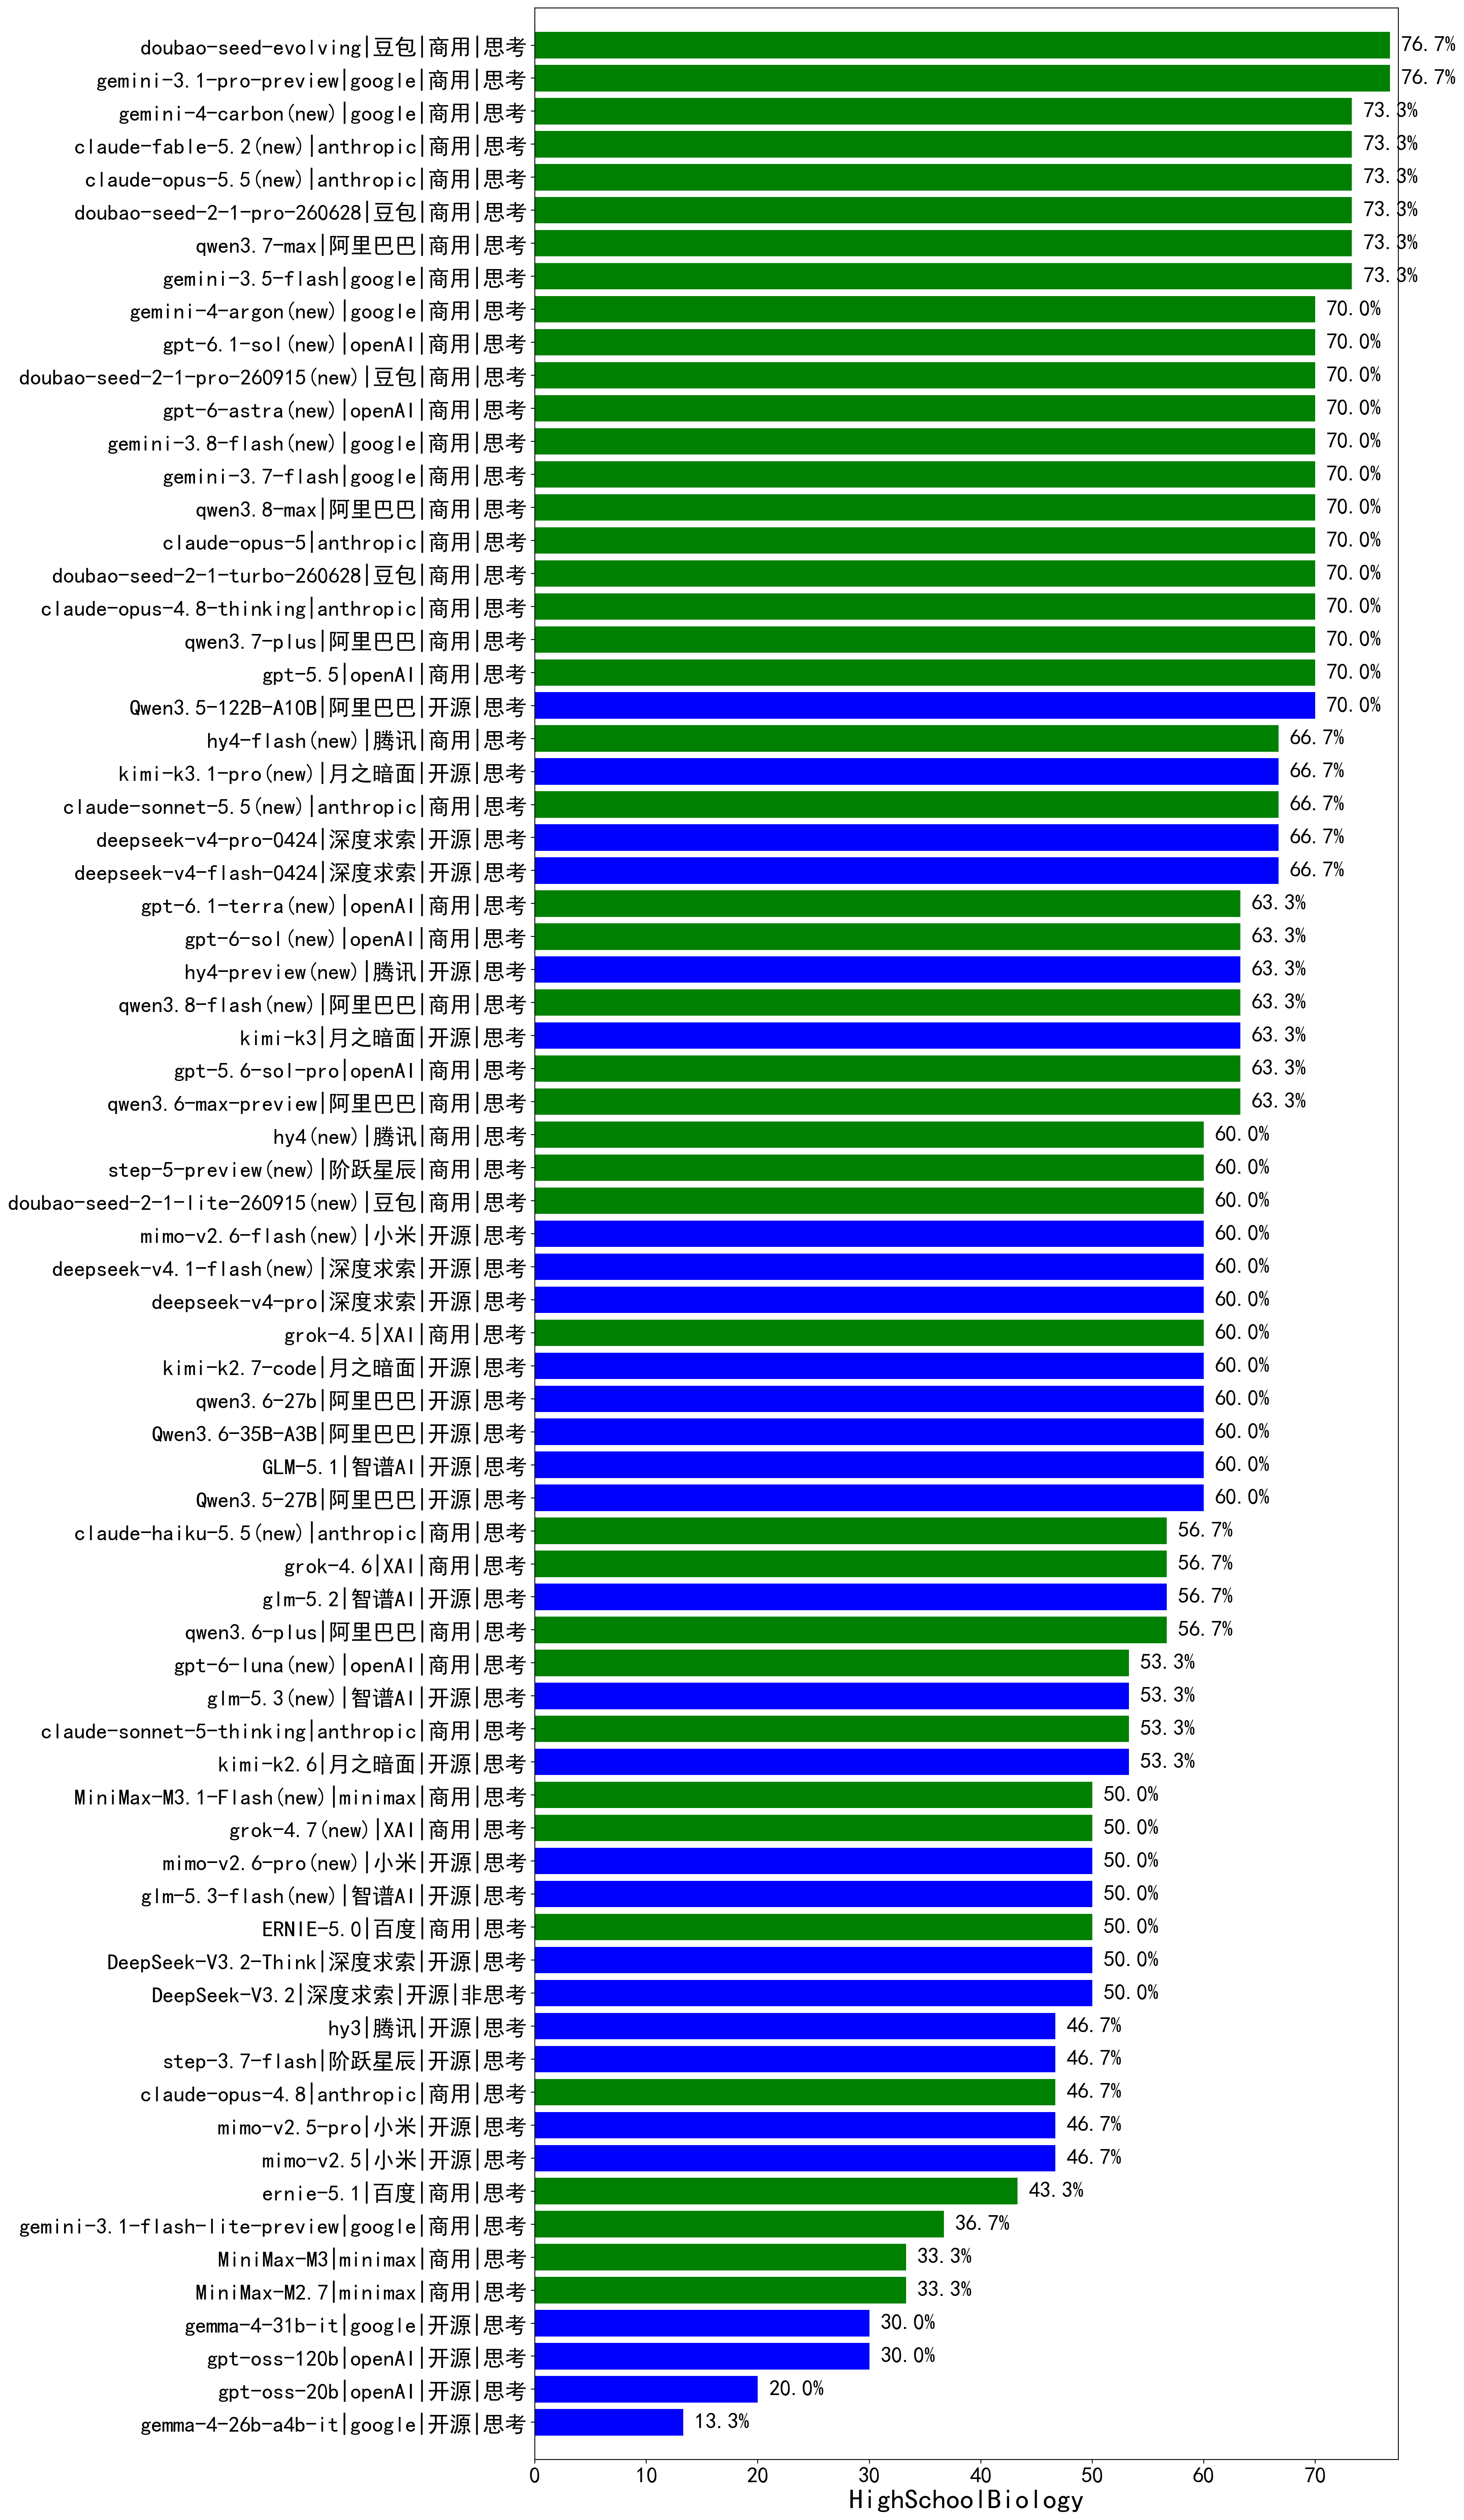 doubao-seed-evolving|豆包|商用|思考 76.7%
gemini-3.1-pro-preview|google|商用|思考 76.7%
gemini-4-carbon(new)|google|商用|思考 73.3%
claude-fable-5.2(new)|anthropic|商用|思考 73.3%
claude-opus-5.5(new)|anthropic|商用|思考 73.3%
doubao-seed-2-1-pro-260628|豆包|商用|思考 73.3%
qwen3.7-max|阿里巴巴|商用|思考 73.3%
gemini-3.5-flash|google|商用|思考 73.3%
gemini-4-argon(new)|google|商用|思考 70.0%
gpt-6.1-sol(new)|openAI|商用|思考 70.0%
doubao-seed-2-1-pro-260915(new)|豆包|商用|思考 70.0%
gpt-6-astra(new)|openAI|商用|思考 70.0%
gemini-3.8-flash(new)|google|商用|思考 70.0%
gemini-3.7-flash|google|商用|思考 70.0%
qwen3.8-max|阿里巴巴|商用|思考 70.0%
claude-opus-5|anthropic|商用|思考 70.0%
doubao-seed-2-1-turbo-260628|豆包|商用|思考 70.0%
claude-opus-4.8-thinking|anthropic|商用|思考 70.0%
qwen3.7-plus|阿里巴巴|商用|思考 70.0%
gpt-5.5|openAI|商用|思考 70.0%
Qwen3.5-122B-A10B|阿里巴巴|开源|思考 70.0%
hy4-flash(new)|腾讯|商用|思考 66.7%
kimi-k3.1-pro(new)|月之暗面|开源|思考 66.7%
claude-sonnet-5.5(new)|anthropic|商用|思考 66.7%
deepseek-v4-pro-0424|深度求索|开源|思考 66.7%
deepseek-v4-flash-0424|深度求索|开源|思考 66.7%
gpt-6.1-terra(new)|openAI|商用|思考 63.3%
gpt-6-sol(new)|openAI|商用|思考 63.3%
hy4-preview(new)|腾讯|开源|思考 63.3%
qwen3.8-flash(new)|阿里巴巴|商用|思考 63.3%
kimi-k3|月之暗面|开源|思考 63.3%
gpt-5.6-sol-pro|openAI|商用|思考 63.3%
qwen3.6-max-preview|阿里巴巴|商用|思考 63.3%
hy4(new)|腾讯|商用|思考 60.0%
step-5-preview(new)|阶跃星辰|商用|思考 60.0%
doubao-seed-2-1-lite-260915(new)|豆包|商用|思考 60.0%
mimo-v2.6-flash(new)|小米|开源|思考 60.0%
deepseek-v4.1-flash(new)|深度求索|开源|思考 60.0%
deepseek-v4-pro|深度求索|开源|思考 60.0%
grok-4.5|XAI|商用|思考 60.0%
kimi-k2.7-code|月之暗面|开源|思考 60.0%
qwen3.6-27b|阿里巴巴|开源|思考 60.0%
Qwen3.6-35B-A3B|阿里巴巴|开源|思考 60.0%
GLM-5.1|智谱AI|开源|思考 60.0%
Qwen3.5-27B|阿里巴巴|开源|思考 60.0%
claude-haiku-5.5(new)|anthropic|商用|思考 56.7%
grok-4.6|XAI|商用|思考 56.7%
glm-5.2|智谱AI|开源|思考 56.7%
qwen3.6-plus|阿里巴巴|商用|思考 56.7%
gpt-6-luna(new)|openAI|商用|思考 53.3%
glm-5.3(new)|智谱AI|开源|思考 53.3%
claude-sonnet-5-thinking|anthropic|商用|思考 53.3%
kimi-k2.6|月之暗面|开源|思考 53.3%
MiniMax-M3.1-Flash(new)|minimax|商用|思考 50.0%
grok-4.7(new)|XAI|商用|思考 50.0%
mimo-v2.6-pro(new)|小米|开源|思考 50.0%
glm-5.3-flash(new)|智谱AI|开源|思考 50.0%
ERNIE-5.0|百度|商用|思考 50.0%
DeepSeek-V3.2-Think|深度求索|开源|思考 50.0%
DeepSeek-V3.2|深度求索|开源|非思考 50.0%
hy3|腾讯|开源|思考 46.7%
step-3.7-flash|阶跃星辰|开源|思考 46.7%
claude-opus-4.8|anthropic|商用|思考 46.7%
mimo-v2.5-pro|小米|开源|思考 46.7%
mimo-v2.5|小米|开源|思考 46.7%
ernie-5.1|百度|商用|思考 43.3%
gemini-3.1-flash-lite-preview|google|商用|思考 36.7%
MiniMax-M3|minimax|商用|思考 33.3%
MiniMax-M2.7|minimax|商用|思考 33.3%
gemma-4-31b-it|google|开源|思考 30.0%
gpt-oss-120b|openAI|开源|思考 30.0%
gpt-oss-20b|openAI|开源|思考 20.0%
gemma-4-26b-a4b-it|google|开源|思考 13.3%
0 10 20 30 40 50 60 70
HighSchoolBiology